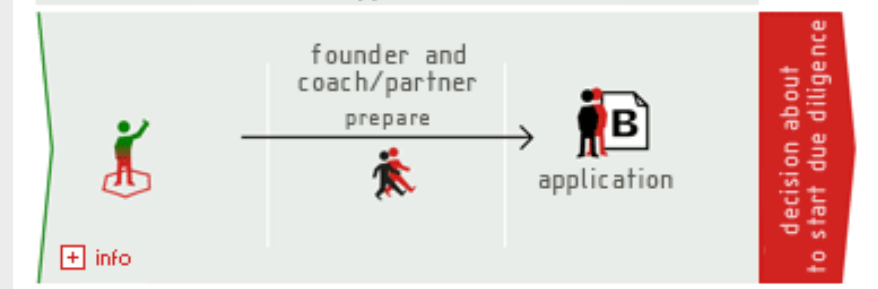 founder and
coach/partner
prepare
B
application
+ info
decision about
to start due diligence